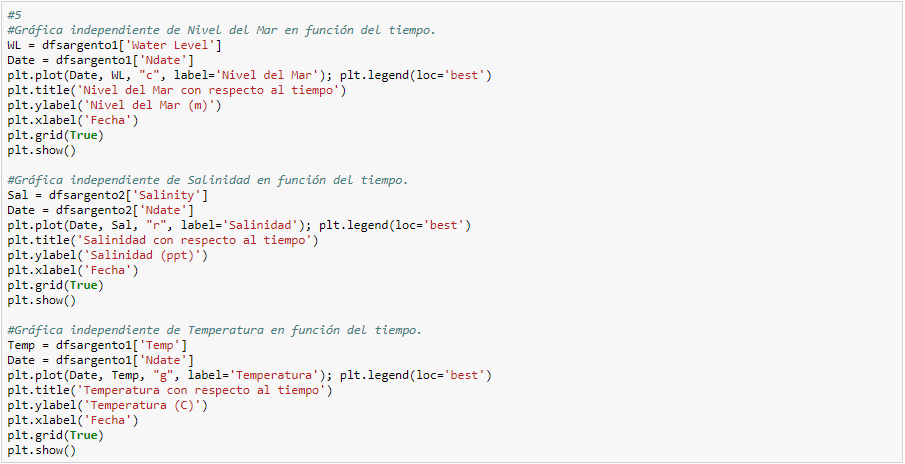 #5
#Gráfica independiente de Nivel del Mar en función del tiempo.
WL = dfsargento1['Water Level']
Date = dfsargento1['Ndate']
plt.plot(Date, WL, "c", label='Nivel del Mar'); plt.legend(loc='best')
plt.title('Nivel del Mar con respecto al tiempo')
plt.ylabel('Nivel del Mar (m)')
plt.xlabel('Fecha')
plt.grid(True)
plt.show()

#Gráfica independiente de Salinidad en función del tiempo.
Sal = dfsargento2['Salinity']
Date = dfsargento2['Ndate']
plt.plot(Date, Sal, "r", label='Salinidad'); plt.legend(loc='best')
plt.title('Salinidad con respecto al tiempo')
plt.ylabel('Salinidad (ppt)')
plt.xlabel('Fecha')
plt.grid(True)
plt.show()

#Gráfica independiente de Temperatura en función del tiempo.
Temp = dfsargento1['Temp']
Date = dfsargento1['Ndate']
plt.plot(Date, Temp, "g", label='Temperatura'); plt.legend(loc='best')
plt.title('Temperatura con respecto al tiempo')
plt.ylabel('Temperatura (C)')
plt.xlabel('Fecha')
plt.grid(True)
plt.show()